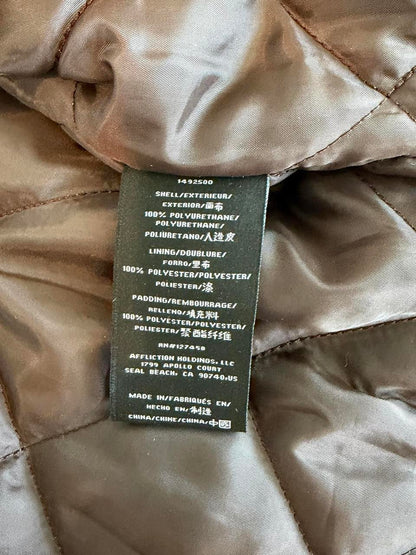 1492500
SHELL/EXTERIEUR/
EXTERIOR/画布
100% POLYURETHANE/
POLYURETHANE/
POLIURETANO/人造皮
LINING/DOUBLURE/
FORRO/里布
100% POLYESTER/POLYESTER/
POLIESTER/涤
PADDING/REMBOURRAGE/
RELLENO/填充料
100% POLYESTER/POLYESTER/
POLIESTER/聚酯纤维
RN#127458
AFFLICTION HOLDINGS, LLC
1799 APOLLO COURT
SEAL BEACH, CA 90740,US
MADE IN/FABRIQUÉS EN/
HECHO EN/制造
CHINA/CHINE/CHINA/中国